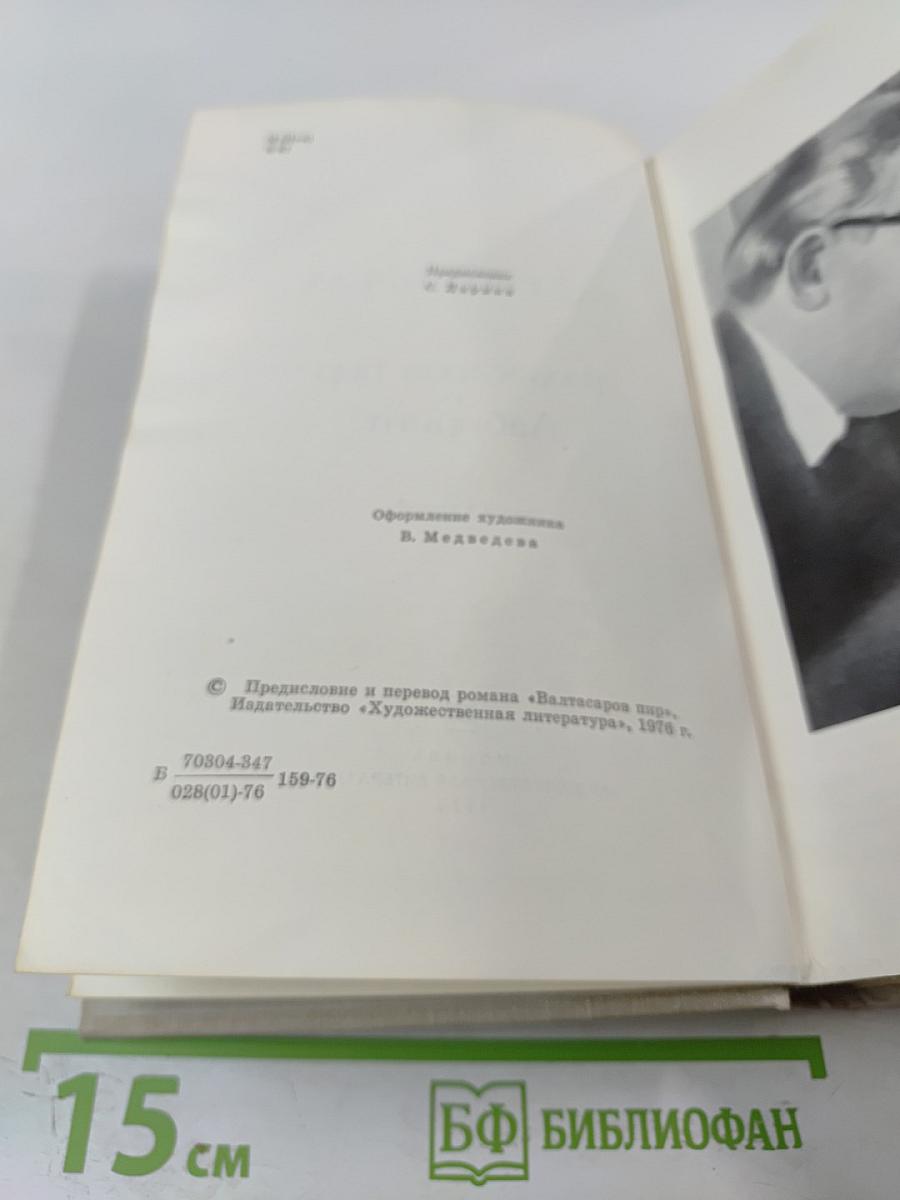 Предисловие
Оформление художника
В. Медведева
© Предисловие и перевод романа «Валтасаров пир»,
Издательство «Художественная литература», 1976 г.
Б 70304-347
028(01)-76 159-76
15 см
БФ БИБЛИОФАН